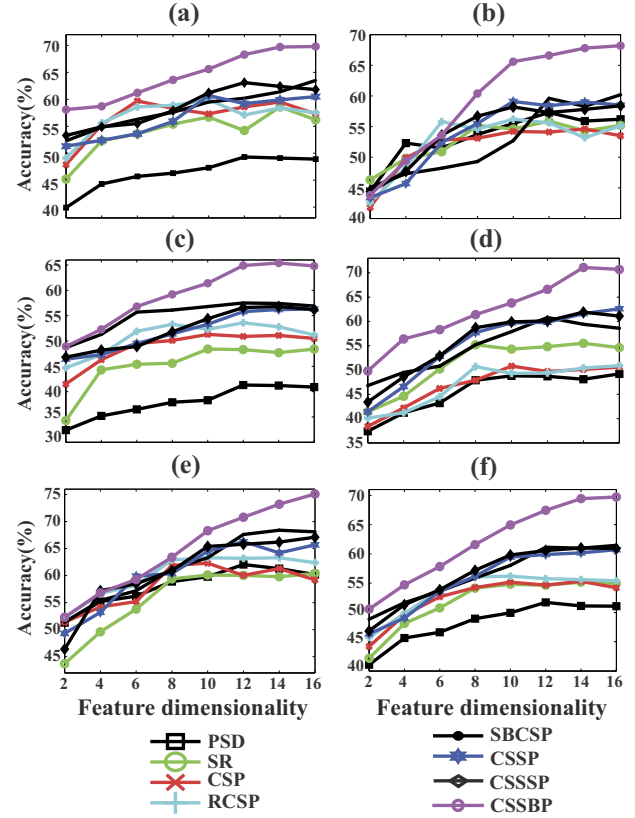 (a)
(b)
Accuracy(%)
70
65
60
55
50
45
40
70
65
60
55
50
45
40
(c)
(d)
Accuracy(%)
65
60
55
50
45
40
35
30
70
65
60
55
50
45
40
35
(e)
(f)
Accuracy(%)
75
70
65
60
55
50
45
70
65
60
55
50
45
40
2 4 6 8 10 12 14 16
2 4 6 8 10 12 14 16
Feature dimensionality
Feature dimensionality
PSD
SR
CSP
RCSP
SBCSP
CSSP
CSSSP
CSSBP